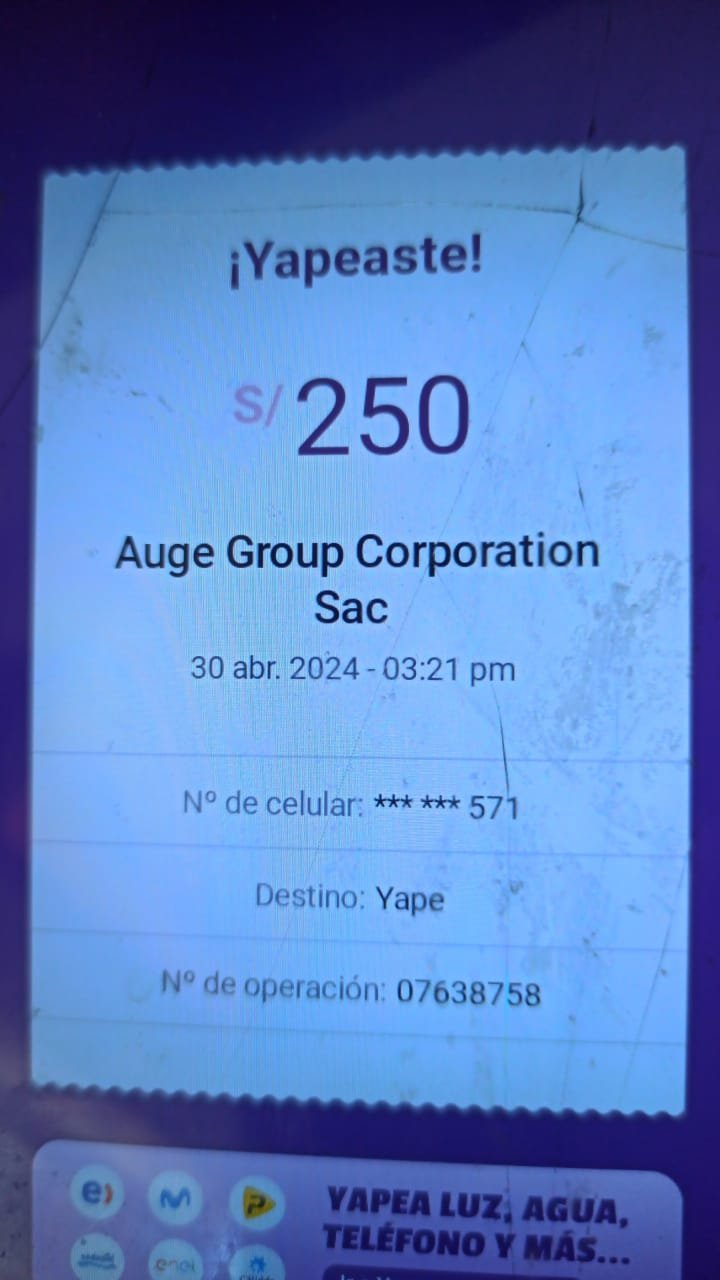 ¡Yapeaste!
S/ 250
Auge Group Corporation
Sac
30 abr. 2024 - 03:21 pm
Nº de celular: *** *** 571
Destino: Yape
Nº de operación: 07638758
YAPEA LUZ, AGUA,
TELÉFONO Y MÁS...
enel